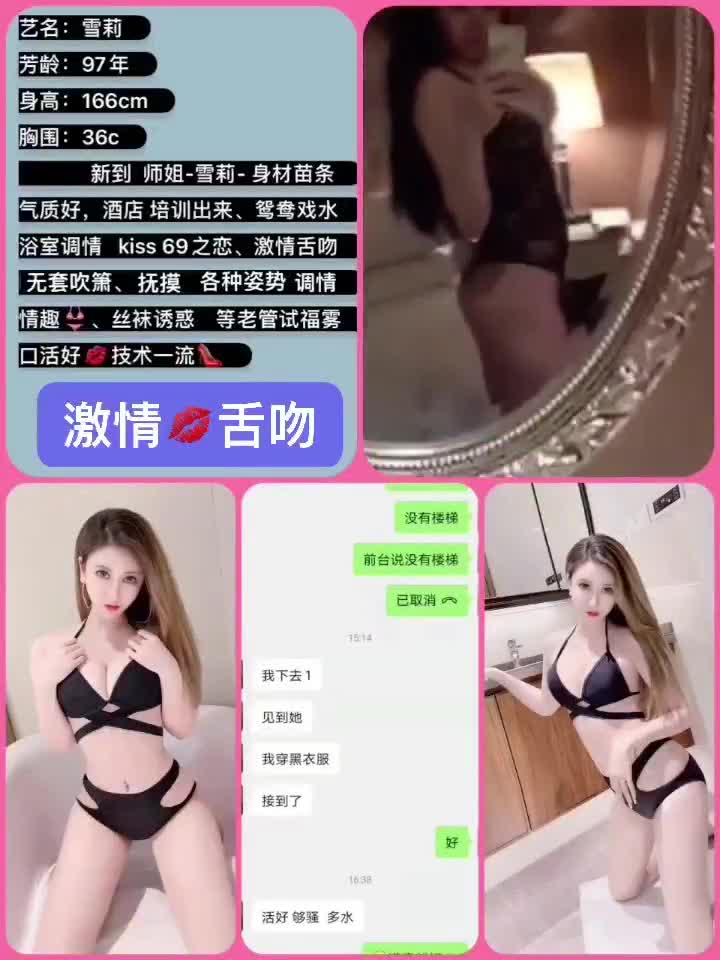 艺名：雪莉
芳龄：97年
身高：166cm
胸围：36c
新到 师姐-雪莉- 身材苗条
气质好，酒店 培训出来、鸳鸯戏水
浴室调情 kiss 69之恋、激情舌吻
无套吹箫、抚摸 各种姿势 调情
情趣👙、丝袜诱惑 等老管试福雾
口活好💋技术一流👠
激情💋舌吻
没有楼梯
前台说没有楼梯
已取消
15:14
我下去1
见到她
我穿黑衣服
接到了
好
16:38
活好 够骚 多水